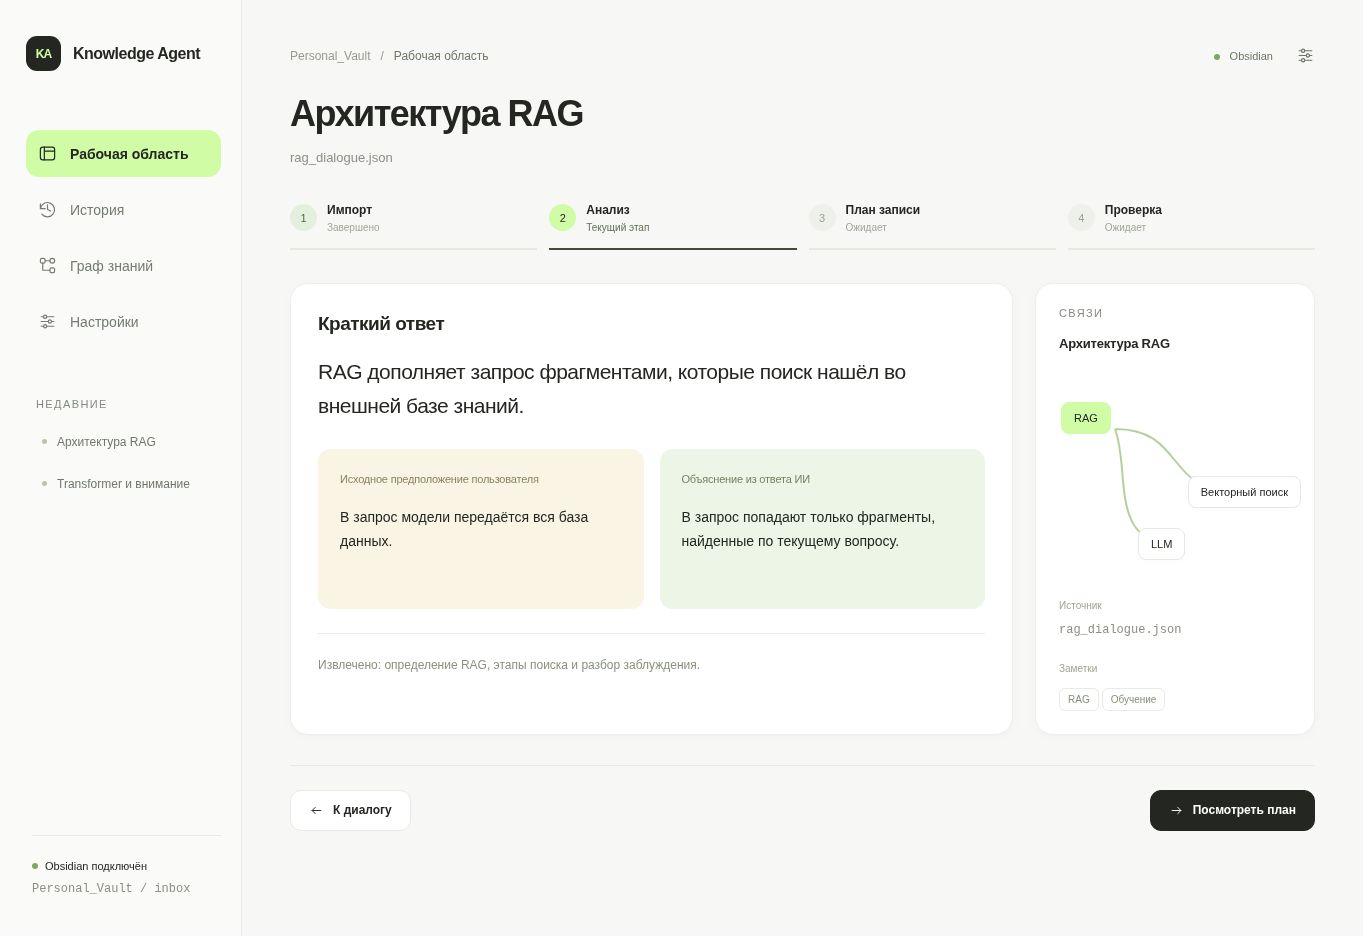 KA
Knowledge Agent
Рабочая область
История
Граф знаний
Настройки
НЕДАВНИЕ
Архитектура RAG
Transformer и внимание
Obsidian подключён
Personal_Vault / inbox
Personal_Vault / Рабочая область
Obsidian
Архитектура RAG
rag_dialogue.json
1
Импорт
Завершено
2
Анализ
Текущий этап
3
План записи
Ожидает
4
Проверка
Ожидает
Краткий ответ
RAG дополняет запрос фрагментами, которые поиск нашёл во
внешней базе знаний.
Исходное предположение пользователя
В запрос модели передаётся вся база
данных.
Объяснение из ответа ИИ
В запрос попадают только фрагменты,
найденные по текущему вопросу.
Извлечено: определение RAG, этапы поиска и разбор заблуждения.
СВЯЗИ
Архитектура RAG
RAG
Векторный поиск
LLM
Источник
rag_dialogue.json
Заметки
RAG Обучение
← К диалогу
→ Посмотреть план